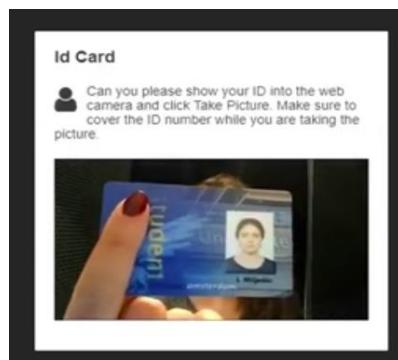 Id Card
Can you please show your ID into the web
camera and click Take Picture. Make sure to
cover the ID number while you are taking the
picture.
tudent